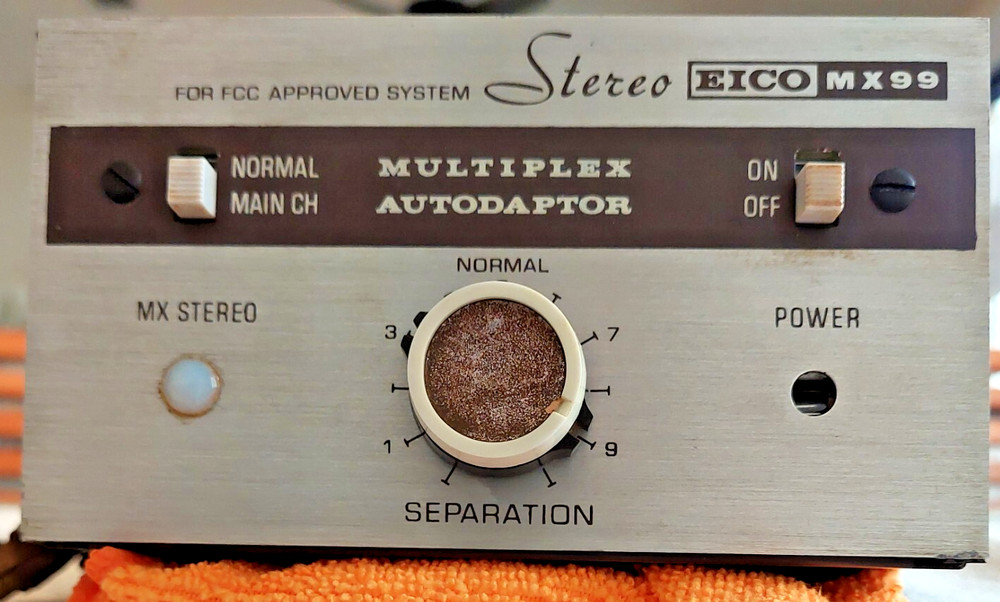 FOR FCC APPROVED SYSTEM Stereo EICO MX99
NORMAL
MAIN CH
MULTIPLEX
AUTODAPTOR
ON
OFF
NORMAL
MX STEREO
POWER
3
7
1
9
SEPARATION